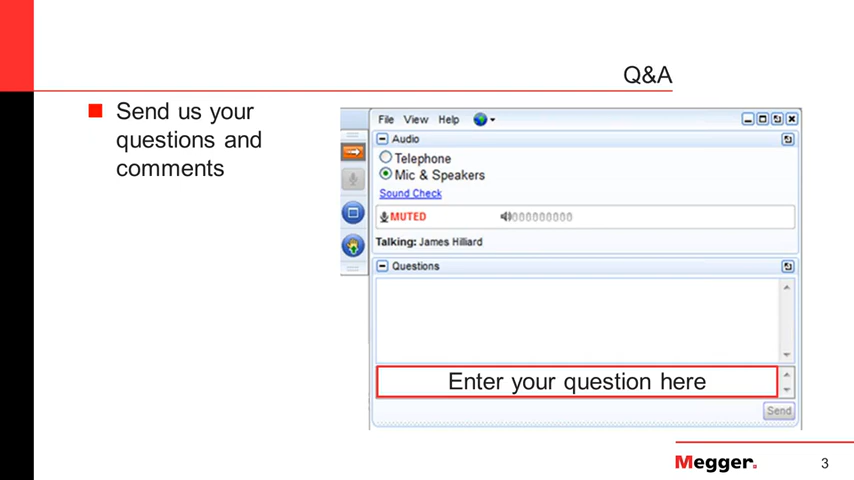 Q&A
Send us your
questions and
comments
File View Help
Audio
Telephone
Mic & Speakers
Sound Check
MUTED
Talking: James Hilliard
Questions
Enter your question here
Send
Megger.
3